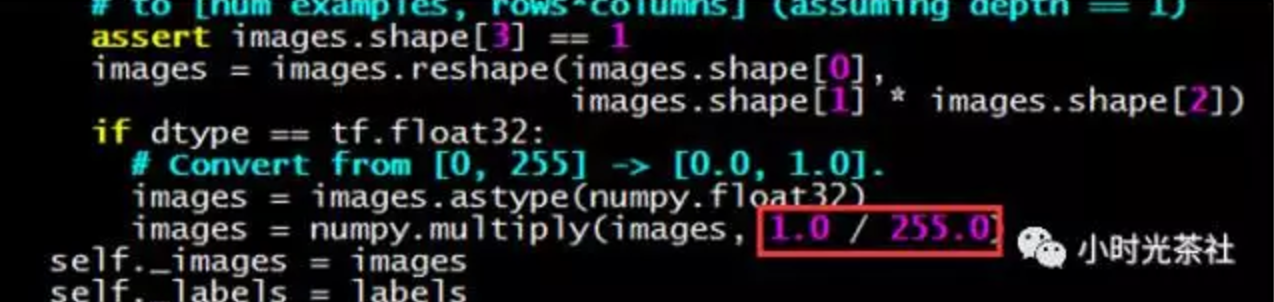 # to [num examples, rows*columns] (assuming depth == 1)
assert images.shape[3] == 1
images = images.reshape(images.shape[0],
images.shape[1] * images.shape[2])
if dtype == tf.float32:
# Convert from [0, 255] -> [0.0, 1.0].
images = images.astype(numpy.float32)
images = numpy.multiply(images, 1.0 / 255.0)
self._images = images
self._labels = labels
小时光茶社